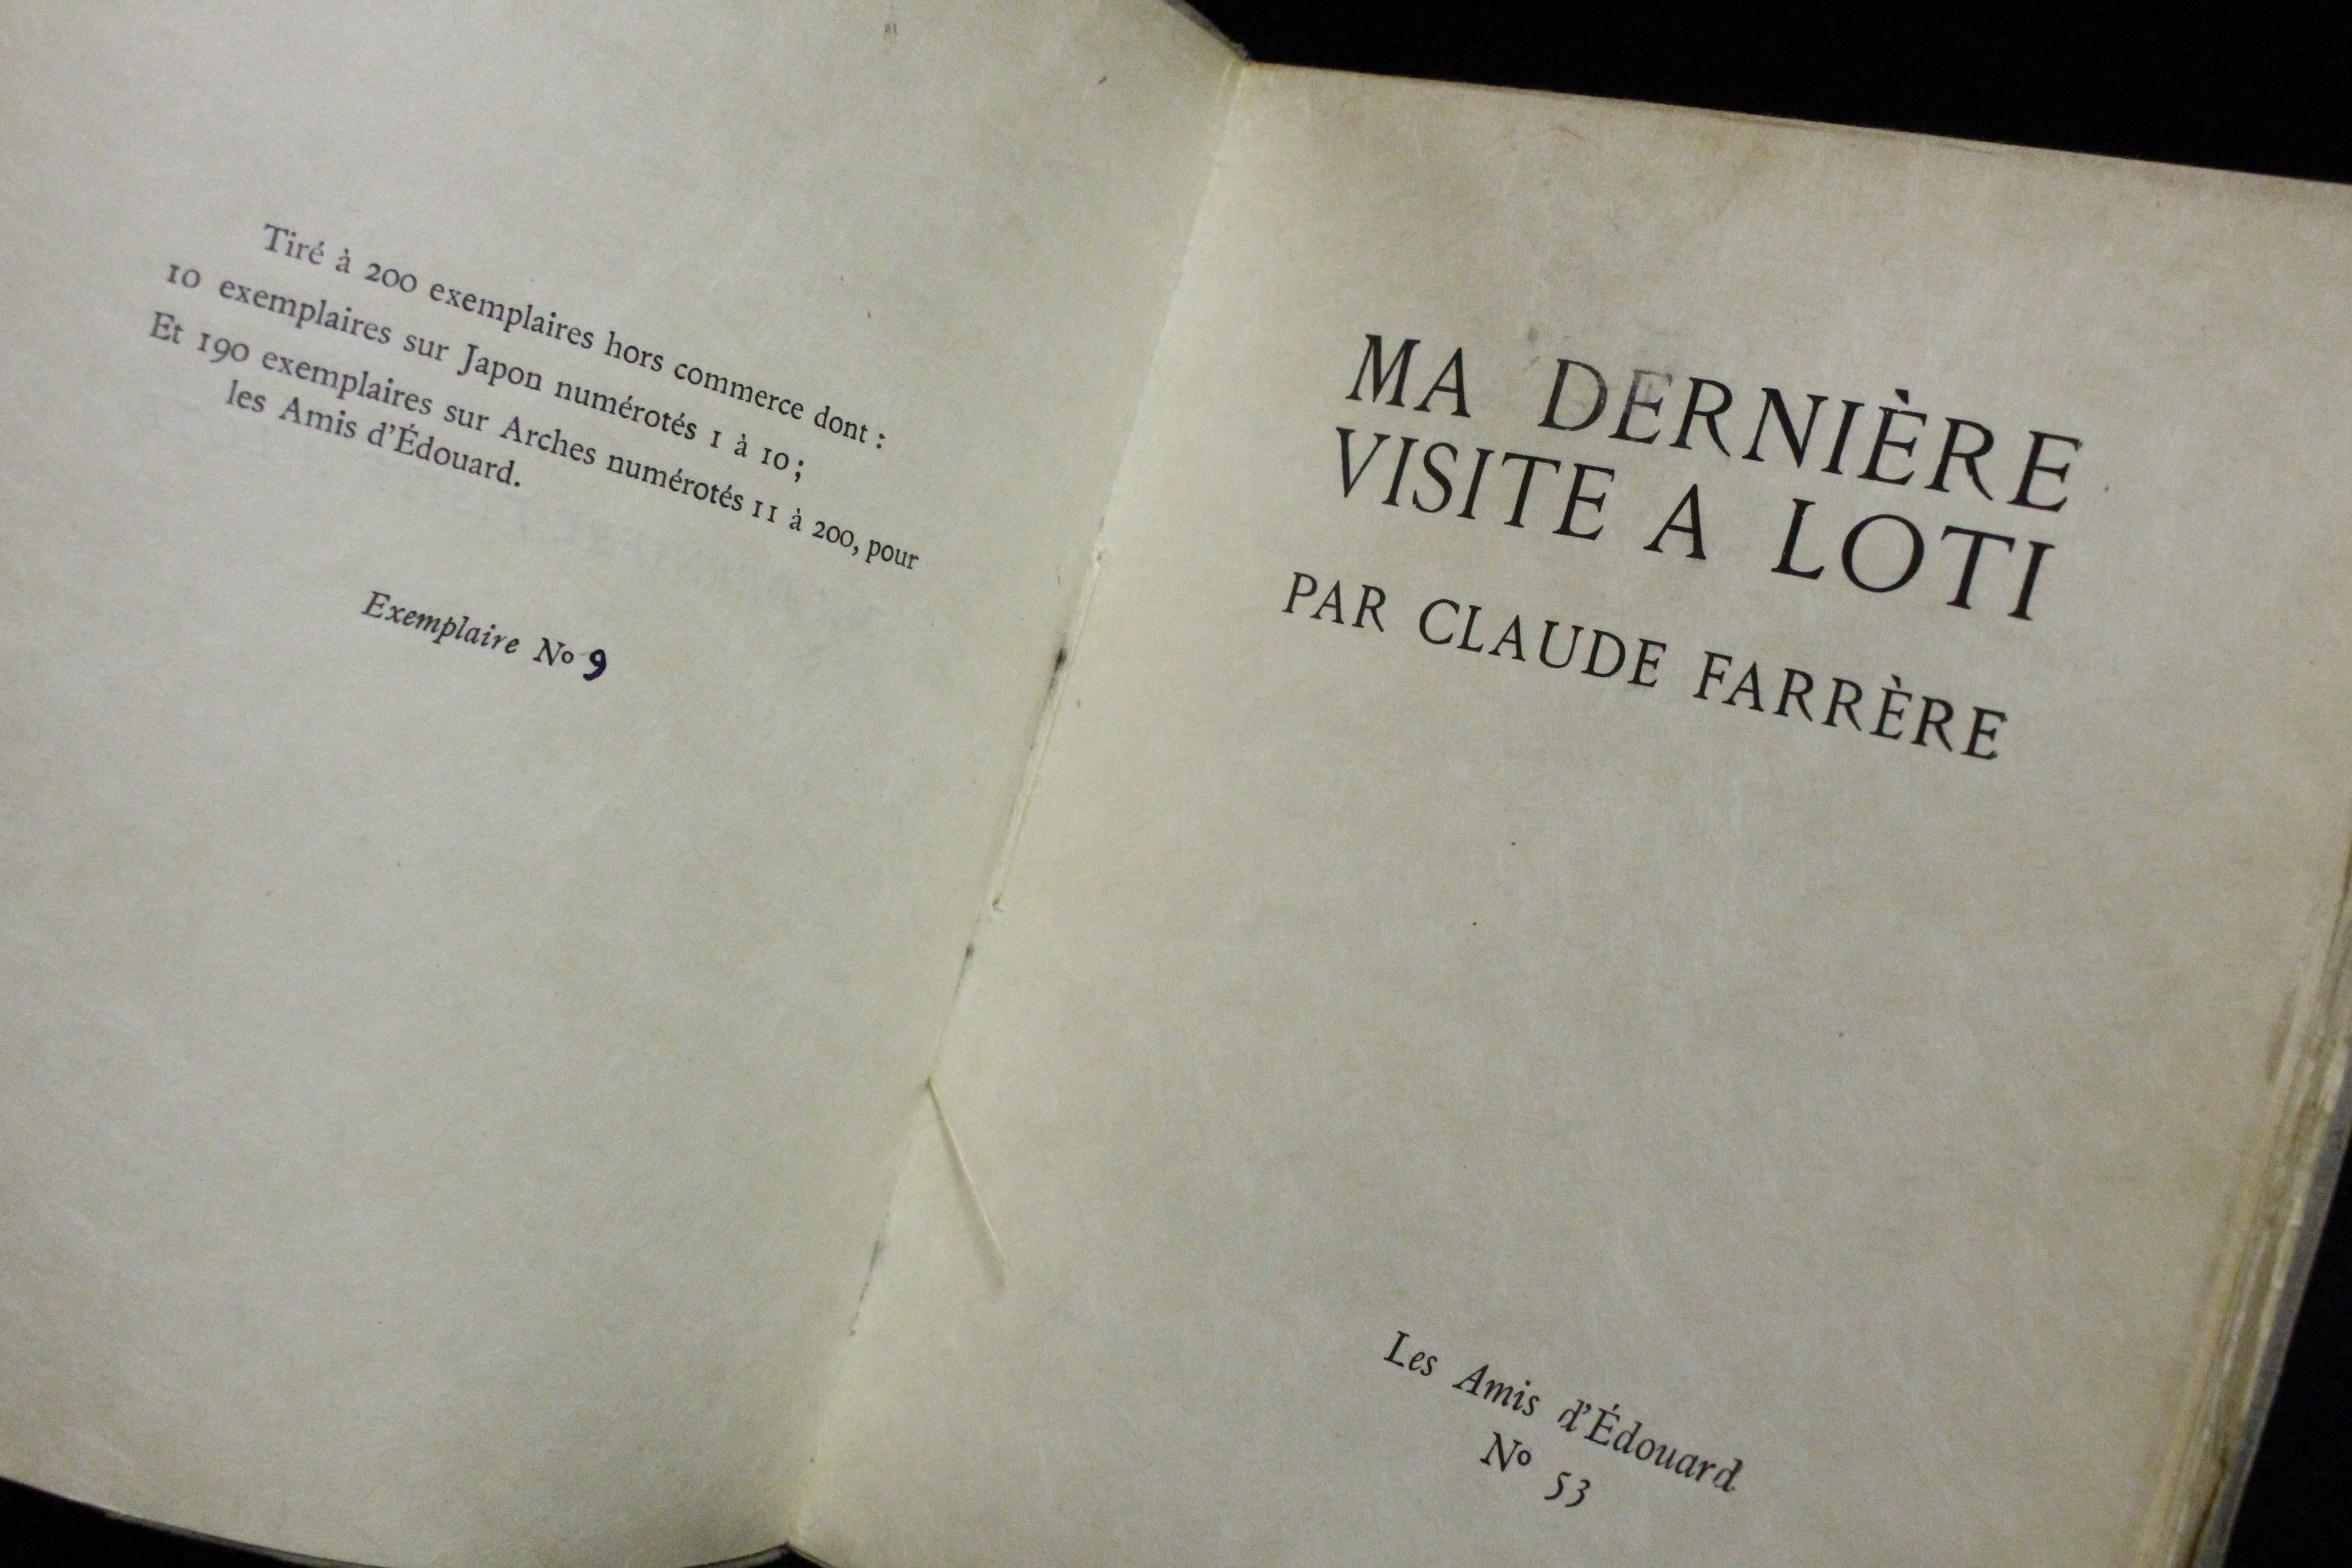 Tiré à 200 exemplaires hors commerce dont :
10 exemplaires sur Japon numérotés 1 à 10;
Et 190 exemplaires sur Arches numérotés 11 à 200, pour
les Amis d'Édouard.
Exemplaire No 9
MA DERNIÈRE
VISITE A LOTI
PAR CLAUDE FARRÈRE
Les Amis d'Édouard
No 53